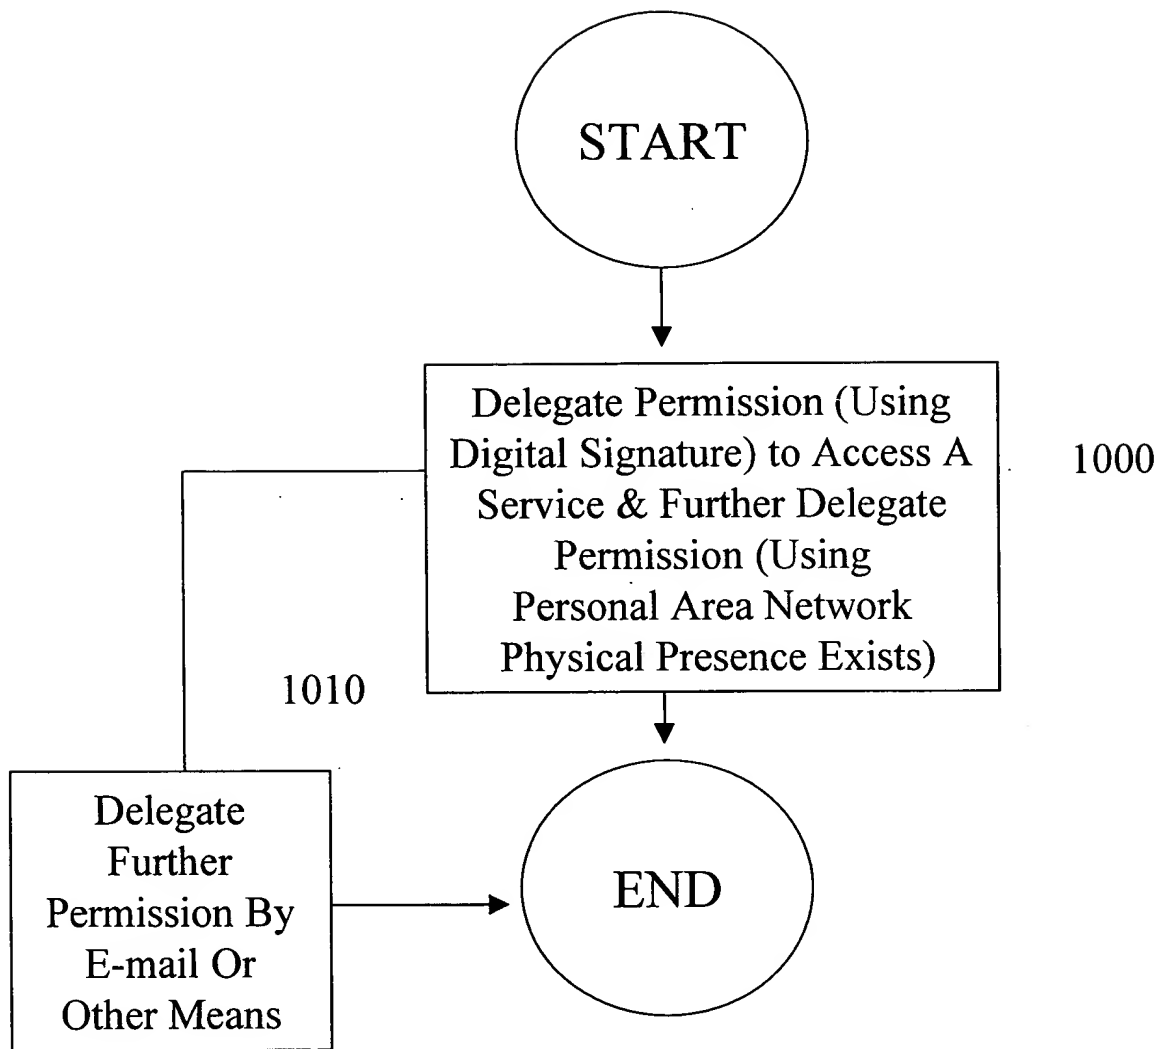 START
Delegate Permission (Using
Digital Signature) to Access A
Service & Further Delegate
Permission (Using
Personal Area Network
Physical Presence Exists)
1000
1010
Delegate
Further
Permission By
E-mail Or
Other Means
END